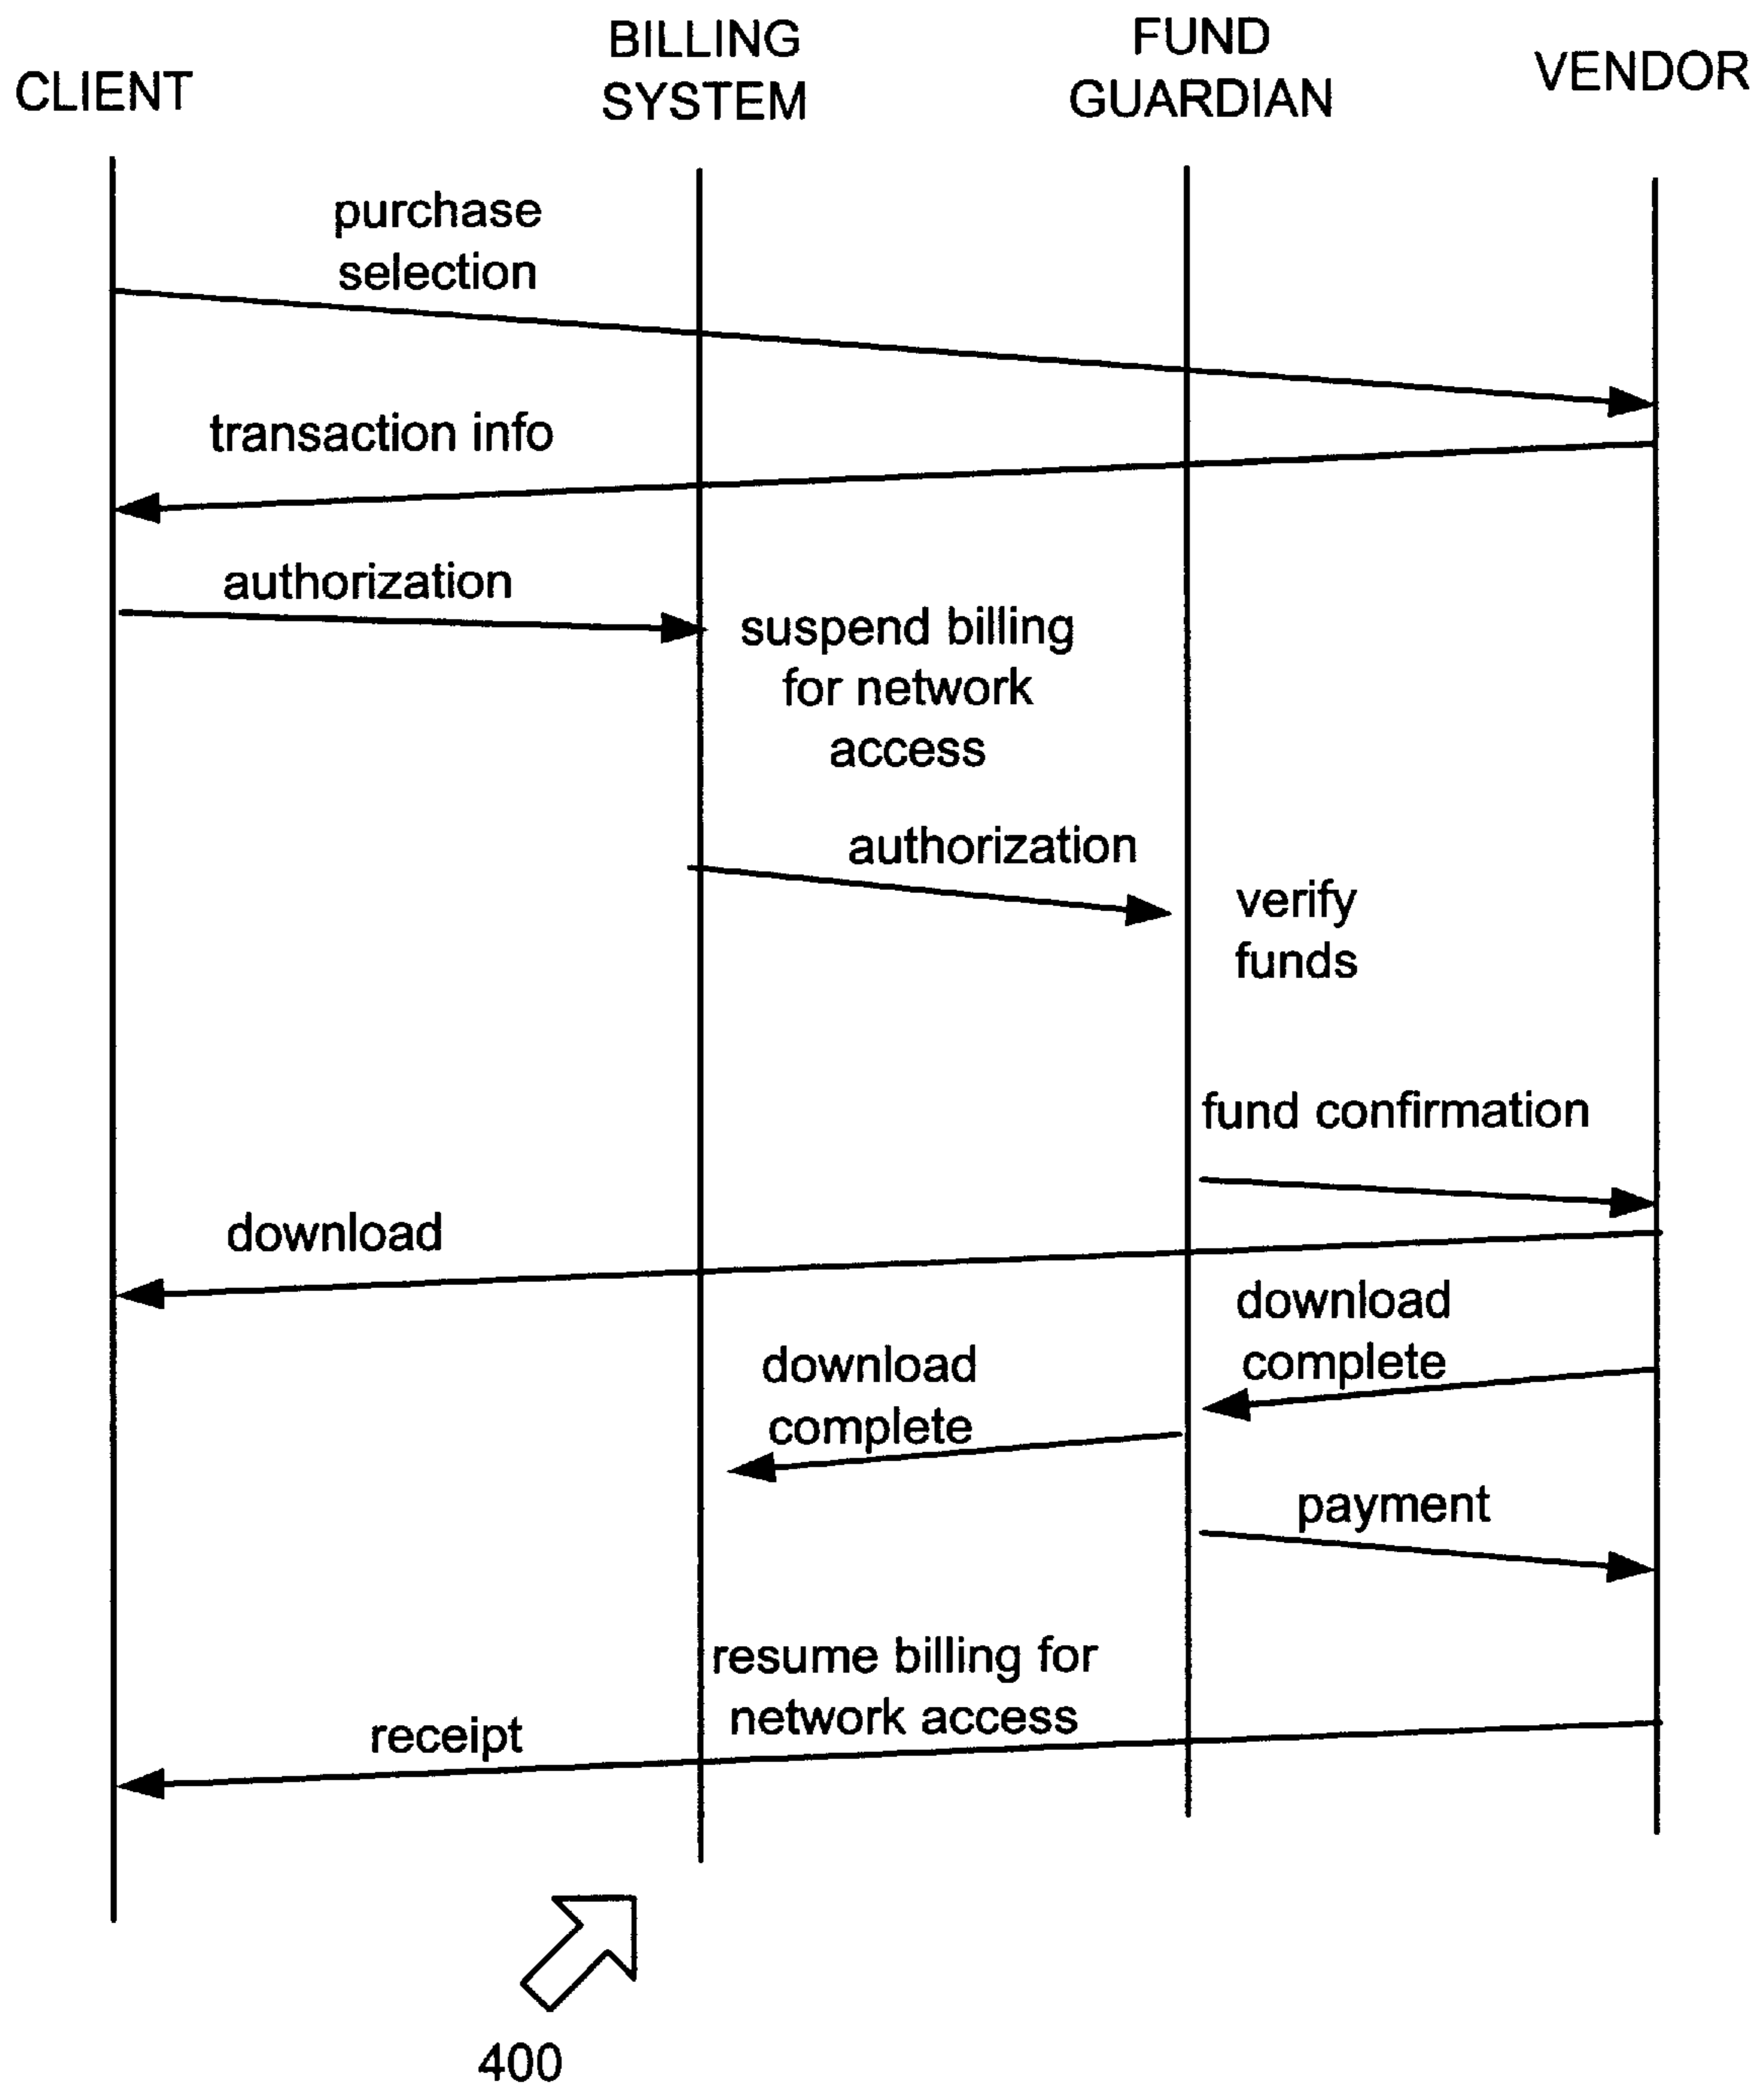 CLIENT
BILLING
SYSTEM
FUND
GUARDIAN
VENDOR
purchase
selection
transaction info
authorization
suspend billing
for network
access
authorization
verify
funds
fund confirmation
download
download
complete
download
complete
payment
resume billing for
network access
receipt
400